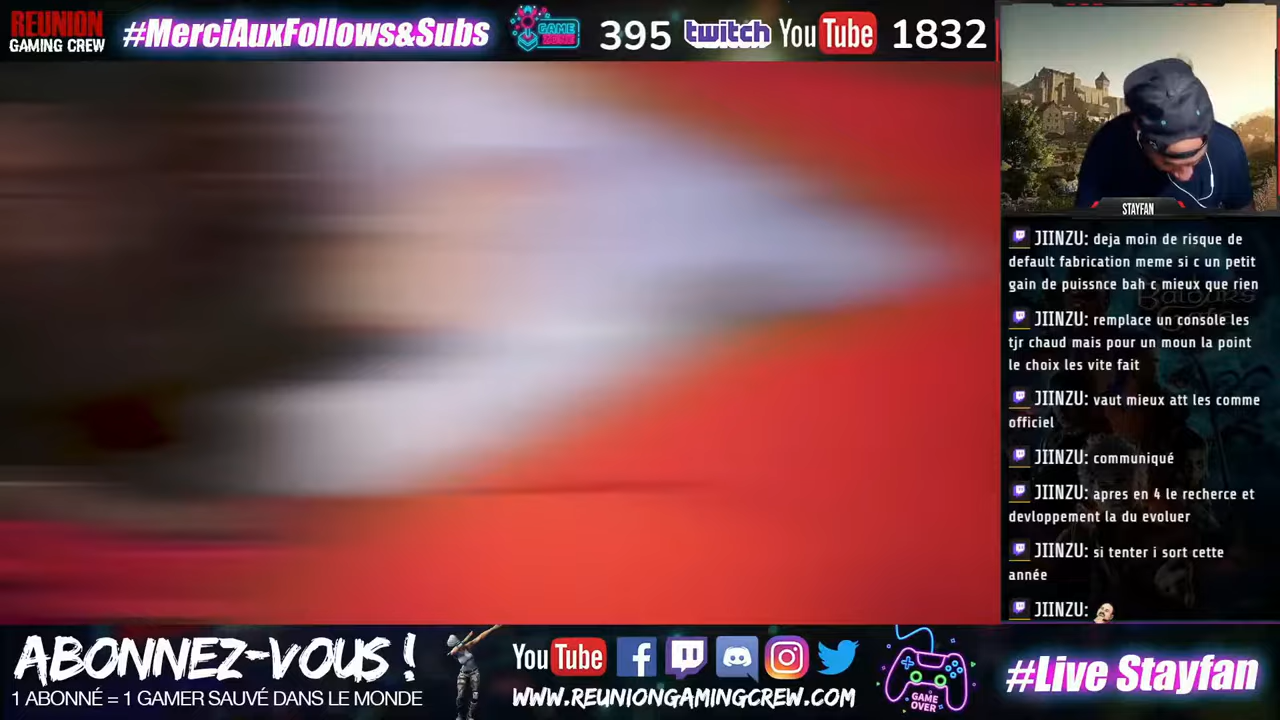 REUNION
GAMING CREW
#MerciAuxFollows&Subs
GAME
395
twitch
YouTube
1832
STAYFAN
JIINZU: deja moin de risque de
default fabrication meme si c un petit
gain de puissnce bah c mieux que rien
JIINZU: remplace un console les
tjr chaud mais pour un moun la point
le choix les vite fait
JIINZU: vaut mieux att les comme
officiel
JIINZU: communiqué
JIINZU: apres en 4 le recherce et
devloppement la du evoluer
JIINZU: si tenter i sort cette
année
JIINZU:
ABONNEZ-VOUS !
1 ABONNÉ = 1 GAMER SAUVÉ DANS LE MONDE
YouTube
WWW.REUNIONGAMINGCREW.COM
GAME
OVER
#Live Stayfan